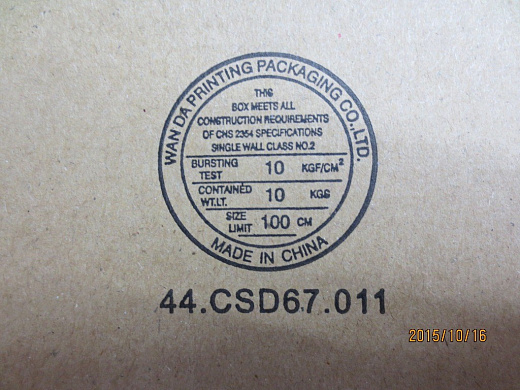 WAN DA PRINTING PACKAGING CO.,LTD.
THIS
BOX MEETS ALL
CONSTRUCTION REQUIREMENTS
OF CNS 2354 SPECIFICATIONS
SINGLE WALL CLASS NO.2
BURSTING TEST 10 KGF/CM²
CONTAINED WT.LT. 10 KGS
SIZE LIMIT 100 CM
MADE IN CHINA
44.CSD67.011
2015/10/16